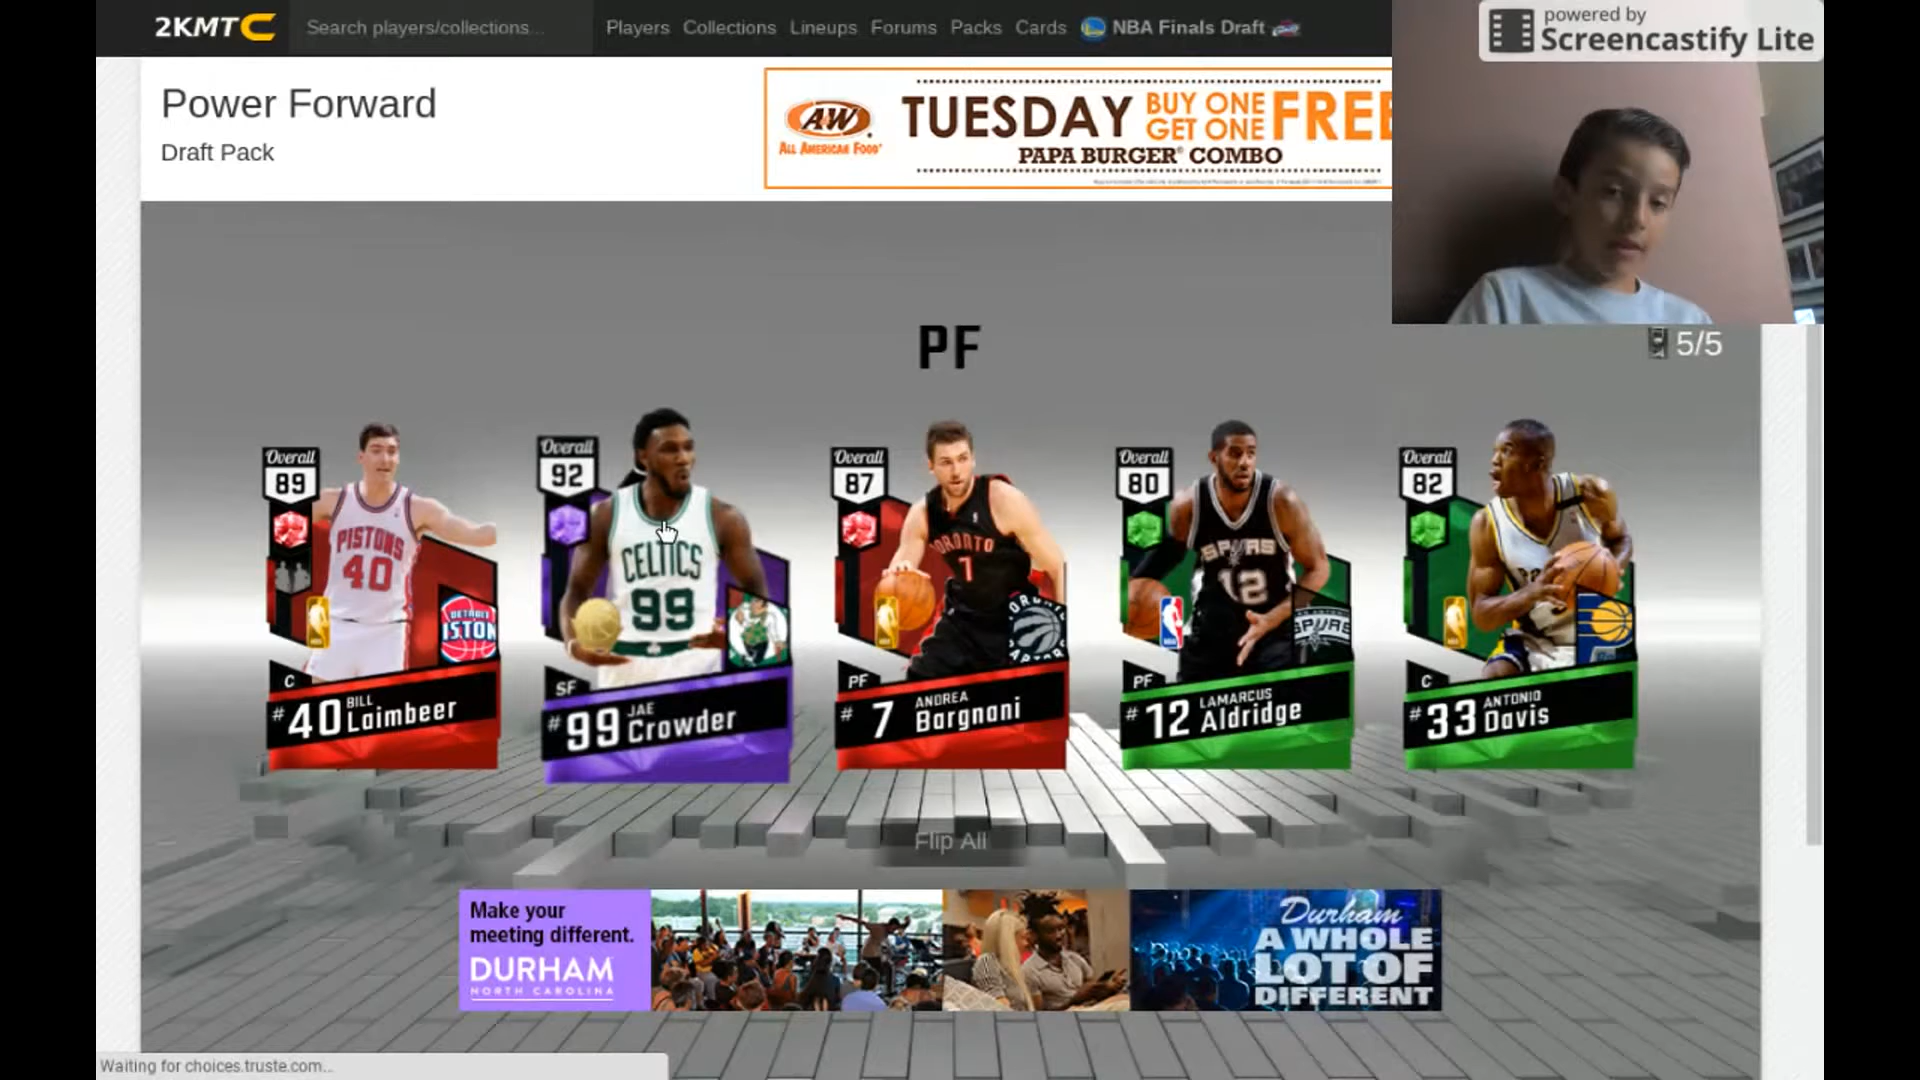 2KMTC
Search players/collections...
Players Collections Lineups Forums Packs Cards NBA Finals Draft
powered by
Screencastify Lite
Power Forward
Draft Pack
A&W
ALL AMERICAN FOOD
TUESDAY BUY ONE GET ONE FREE
PAPA BURGER COMBO
PF
5/5
Overall
89
PISTONS
40
C
#40 BILL Laimbeer
Overall
92
CELTICS
99
SF
#99 JAE Crowder
Overall
87
TORONTO
7
PF
#7 ANDREA Bargnani
Overall
80
SPURS
12
SPURS
PF
#12 LAMARCUS Aldridge
Overall
82
C
#33 ANTONIO Davis
Flip All
Make your
meeting different.
DURHAM
NORTH CAROLINA
Durham
A WHOLE
LOT OF
DIFFERENT
Waiting for choices.truste.com...